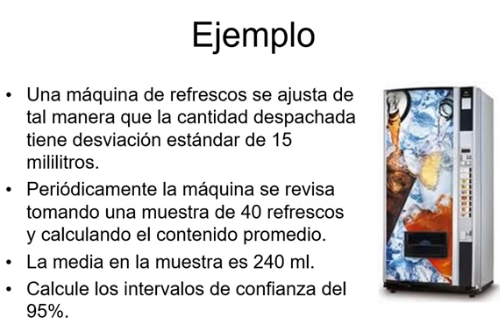 Ejemplo
• Una máquina de refrescos se ajusta de
tal manera que la cantidad despachada
tiene desviación estándar de 15
mililitros.
• Periódicamente la máquina se revisa
tomando una muestra de 40 refrescos
y calculando el contenido promedio.
• La media en la muestra es 240 ml.
• Calcule los intervalos de confianza del
95%.